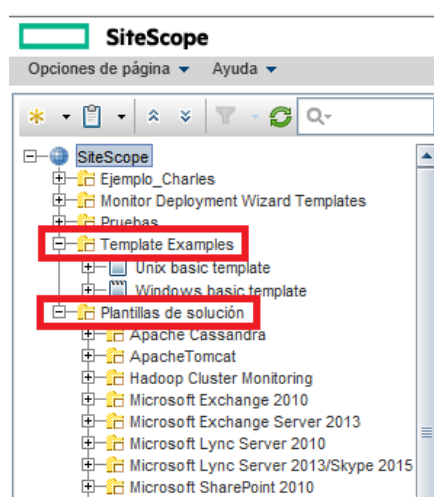 SiteScope
Opciones de página Ayuda
SiteScope
Ejemplo_Charles
Monitor Deployment Wizard Templates
Pruebas
Template Examples
Unix basic template
Windows basic template
Plantillas de solución
Apache Cassandra
ApacheTomcat
Hadoop Cluster Monitoring
Microsoft Exchange 2010
Microsoft Exchange Server 2013
Microsoft Lync Server 2010
Microsoft Lync Server 2013/Skype 2015
Microsoft SharePoint 2010